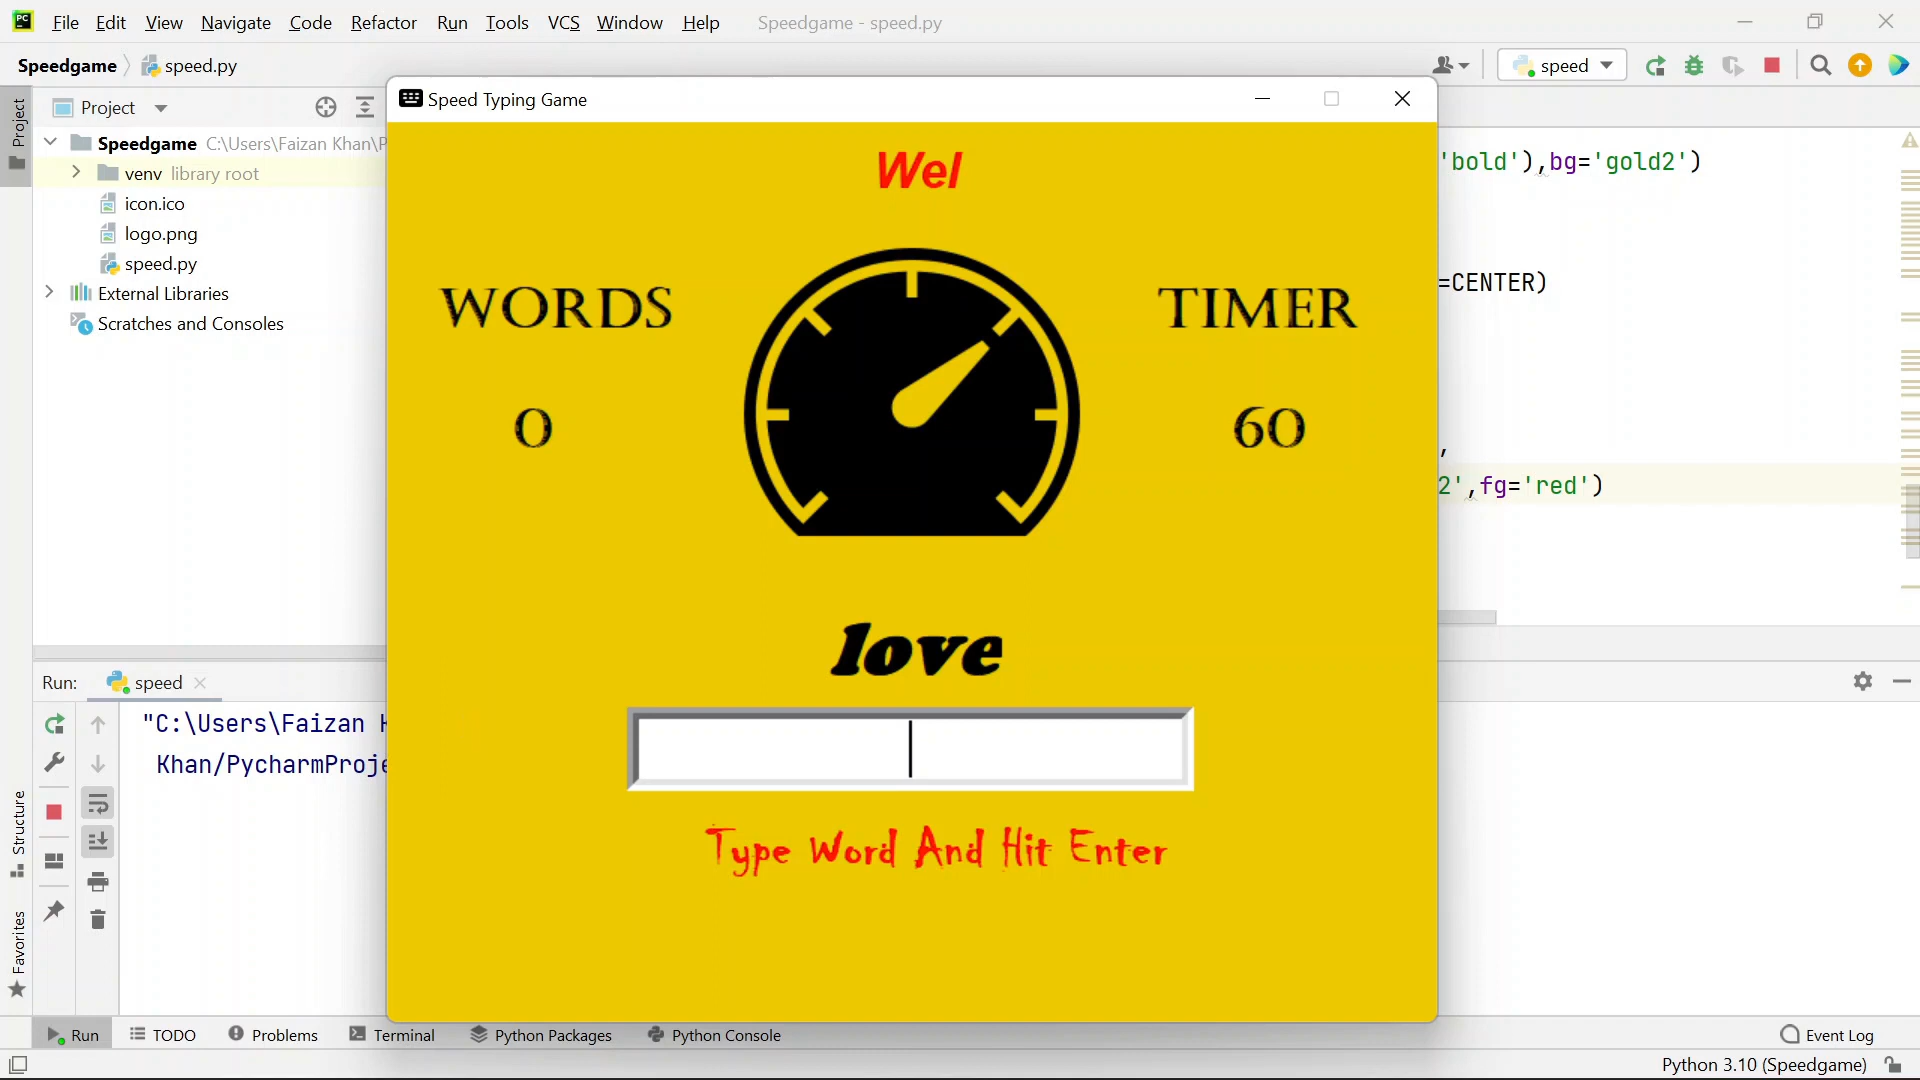 PC File Edit View Navigate Code Refactor Run Tools VCS Window Help Speedgame - speed.py
Speedgame speed.py speed
Project Project
Speedgame C:\Users\Faizan Khan\P
venv library root
icon.ico
logo.png
speed.py
External Libraries
Scratches and Consoles
Speed Typing Game
Wel
WORDS TIMER
0 60
love
Type Word And Hit Enter
'bold'),bg='gold2')
=CENTER)
,
2',fg='red')
Run: speed
"C:\Users\Faizan K
Khan/PycharmProje
Structure
Favorites
Run TODO Problems Terminal Python Packages Python Console Event Log
Python 3.10 (Speedgame)